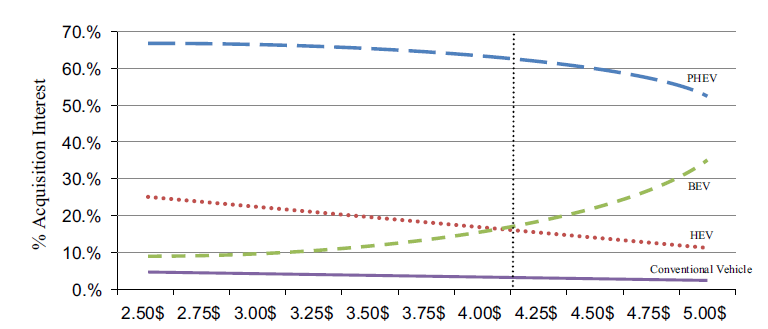 70.%
60.%
50.%
40.%
30.%
20.%
10.%
0.%
% Acquisition Interest
PHEV
BEV
HEV
Conventional Vehicle
2.50$ 2.75$ 3.00$ 3.25$ 3.50$ 3.75$ 4.00$ 4.25$ 4.50$ 4.75$ 5.00$